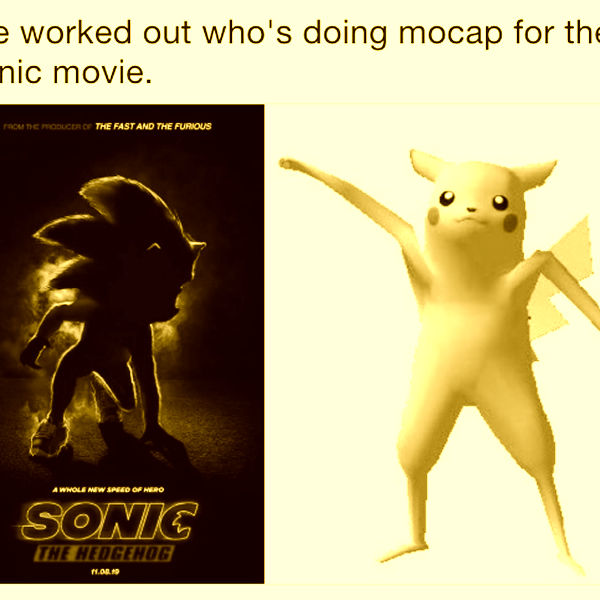 e worked out who's doing mocap for the
nic movie.
FROM THE PRODUCER OF THE FAST AND THE FURIOUS
A WHOLE NEW SPEED OF HERO
SONIC
THE HEDGEHOG
11.08.19